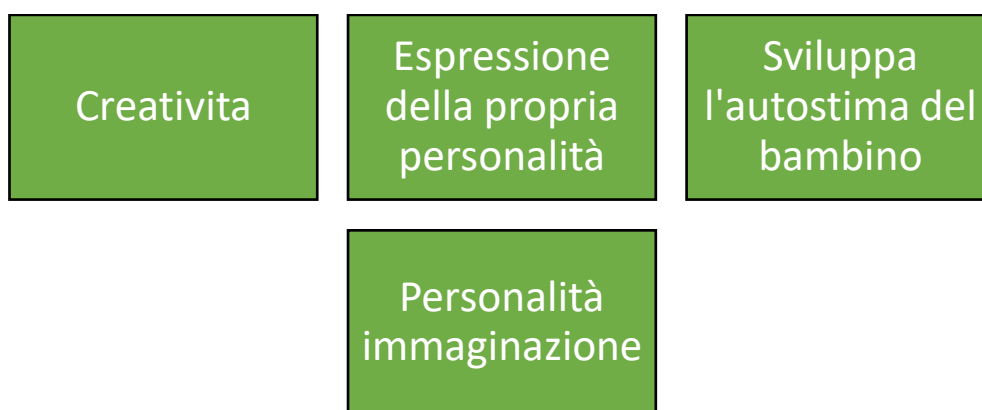 Creativita
Espressione
della propria
personalità
Sviluppa
l'autostima del
bambino
Personalità
immaginazione